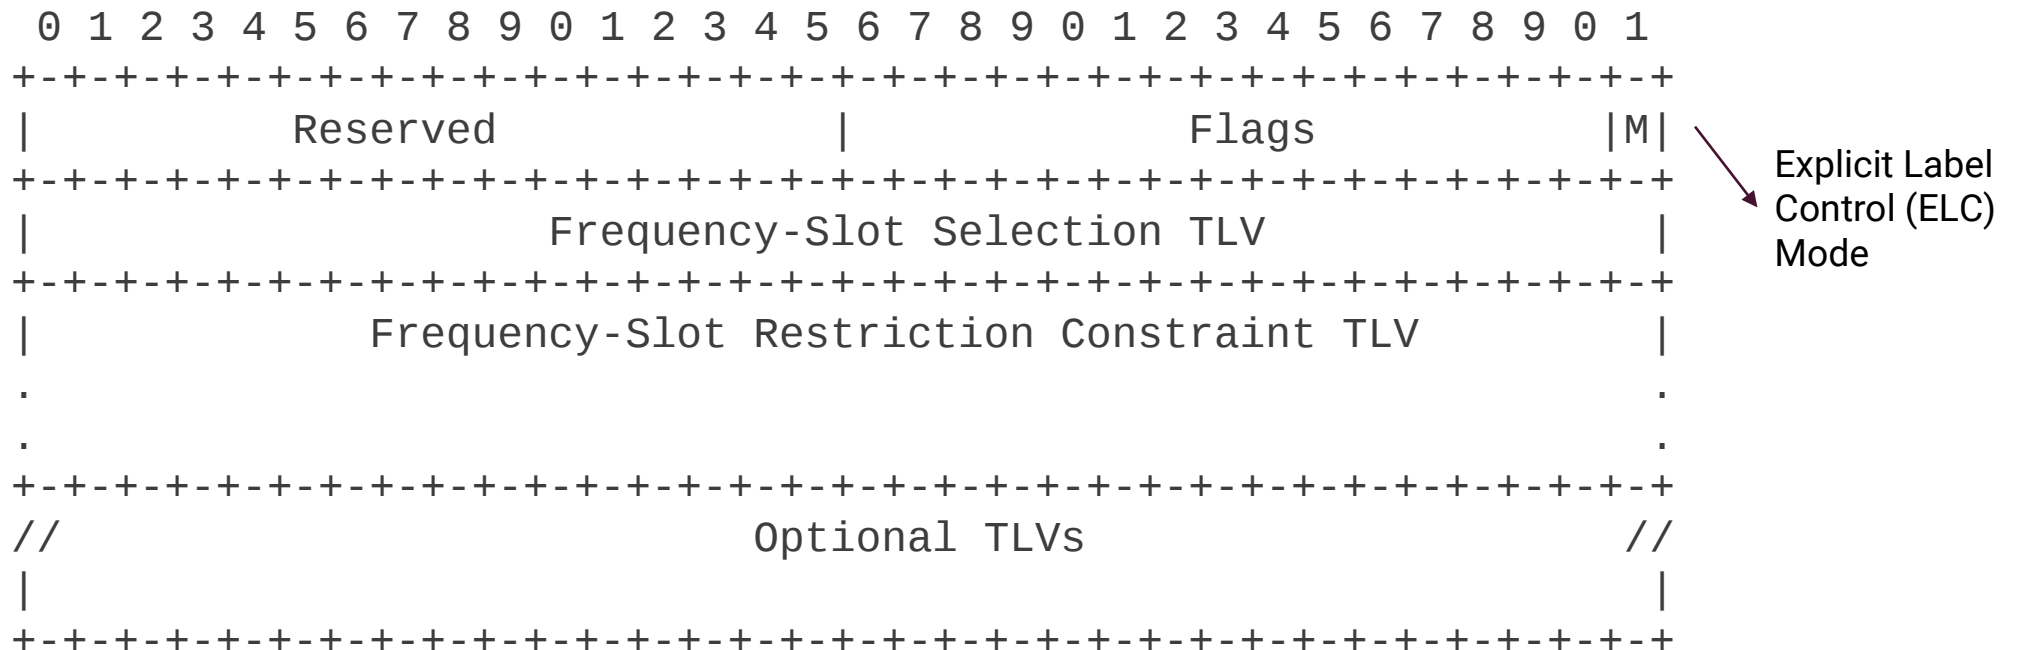 0 1 2 3 4 5 6 7 8 9 0 1 2 3 4 5 6 7 8 9 0 1 2 3 4 5 6 7 8 9 0 1
+-+-+-+-+-+-+-+-+-+-+-+-+-+-+-+-+-+-+-+-+-+-+-+-+-+-+-+-+-+-+-+-+
|          Reserved             |             Flags           |M|
+-+-+-+-+-+-+-+-+-+-+-+-+-+-+-+-+-+-+-+-+-+-+-+-+-+-+-+-+-+-+-+-+
|                    Frequency-Slot Selection TLV               |
+-+-+-+-+-+-+-+-+-+-+-+-+-+-+-+-+-+-+-+-+-+-+-+-+-+-+-+-+-+-+-+-+
|             Frequency-Slot Restriction Constraint TLV         |
.                                                               .
.                                                               .
+-+-+-+-+-+-+-+-+-+-+-+-+-+-+-+-+-+-+-+-+-+-+-+-+-+-+-+-+-+-+-+-+
//                           Optional TLVs                     //
|                                                               |
+-+-+-+-+-+-+-+-+-+-+-+-+-+-+-+-+-+-+-+-+-+-+-+-+-+-+-+-+-+-+-+-+
Explicit Label
Control (ELC)
Mode